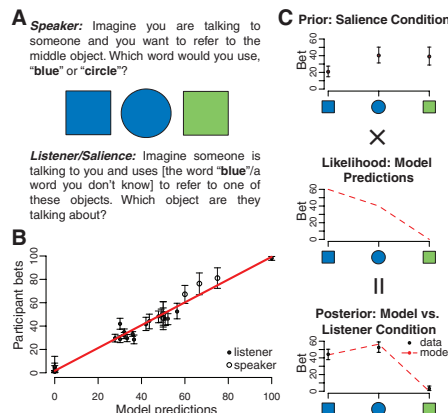 A
Speaker: Imagine you are talking to
someone and you want to refer to the
middle object. Which word would you use,
"blue" or "circle"?
Listener/Salience: Imagine someone is
talking to you and uses [the word "blue"/a
word you don't know] to refer to one of
these objects. Which object are they
talking about?
B
Participant bets
0 20 40 60 80 100
0 20 40 60 80 100
Model predictions
listener
speaker
C
Prior: Salience Condition
Bet
0 20 40 60
×
Likelihood: Model
Predictions
Bet
0 20 40 60
=
Posterior: Model vs.
Listener Condition
data
model
Bet
0 20 40 60